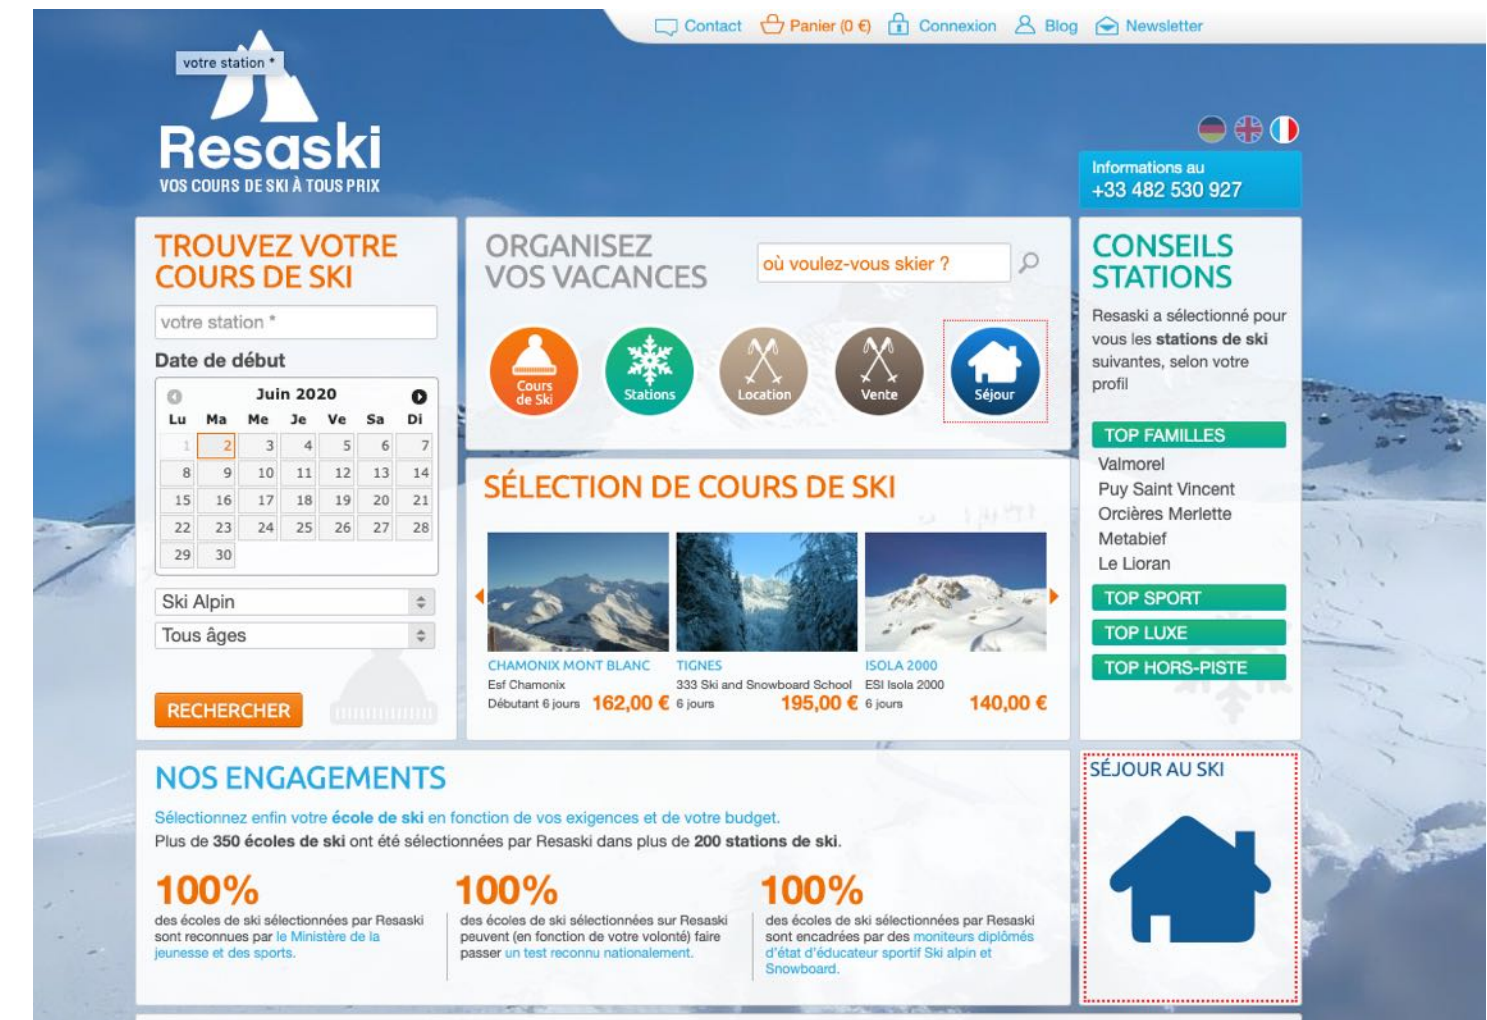 Contact Panier (0 €) Connexion Blog Newsletter
votre station *
Resaski
VOS COURS DE SKI À TOUS PRIX
Informations au
+33 482 530 927
TROUVEZ VOTRE
COURS DE SKI
votre station *
Date de début
Juin 2020
Lu Ma Me Je Ve Sa Di
1 2 3 4 5 6 7
8 9 10 11 12 13 14
15 16 17 18 19 20 21
22 23 24 25 26 27 28
29 30
Ski Alpin
Tous âges
RECHERCHER
ORGANISEZ
VOS VACANCES
où voulez-vous skier ?
Cours
de Ski
Stations
Location
Vente
Séjour
SÉLECTION DE COURS DE SKI
CHAMONIX MONT BLANC
Esf Chamonix
Débutant 6 jours 162,00 €
TIGNES
333 Ski and Snowboard School
6 jours 195,00 €
ISOLA 2000
ESI Isola 2000
6 jours 140,00 €
CONSEILS
STATIONS
Resaski a sélectionné pour
vous les stations de ski
suivantes, selon votre
profil
TOP FAMILLES
Valmorel
Puy Saint Vincent
Orcières Merlette
Metabief
Le Lioran
TOP SPORT
TOP LUXE
TOP HORS-PISTE
NOS ENGAGEMENTS
Sélectionnez enfin votre école de ski en fonction de vos exigences et de votre budget.
Plus de 350 écoles de ski ont été sélectionnées par Resaski dans plus de 200 stations de ski.
100%
des écoles de ski sélectionnées par Resaski
sont reconnues par le Ministère de la
jeunesse et des sports.
100%
des écoles de ski sélectionnées sur Resaski
peuvent (en fonction de votre volonté) faire
passer un test reconnu nationalement.
100%
des écoles de ski sélectionnées par Resaski
sont encadrées par des moniteurs diplômés
d'état d'éducateur sportif Ski alpin et
Snowboard.
SÉJOUR AU SKI